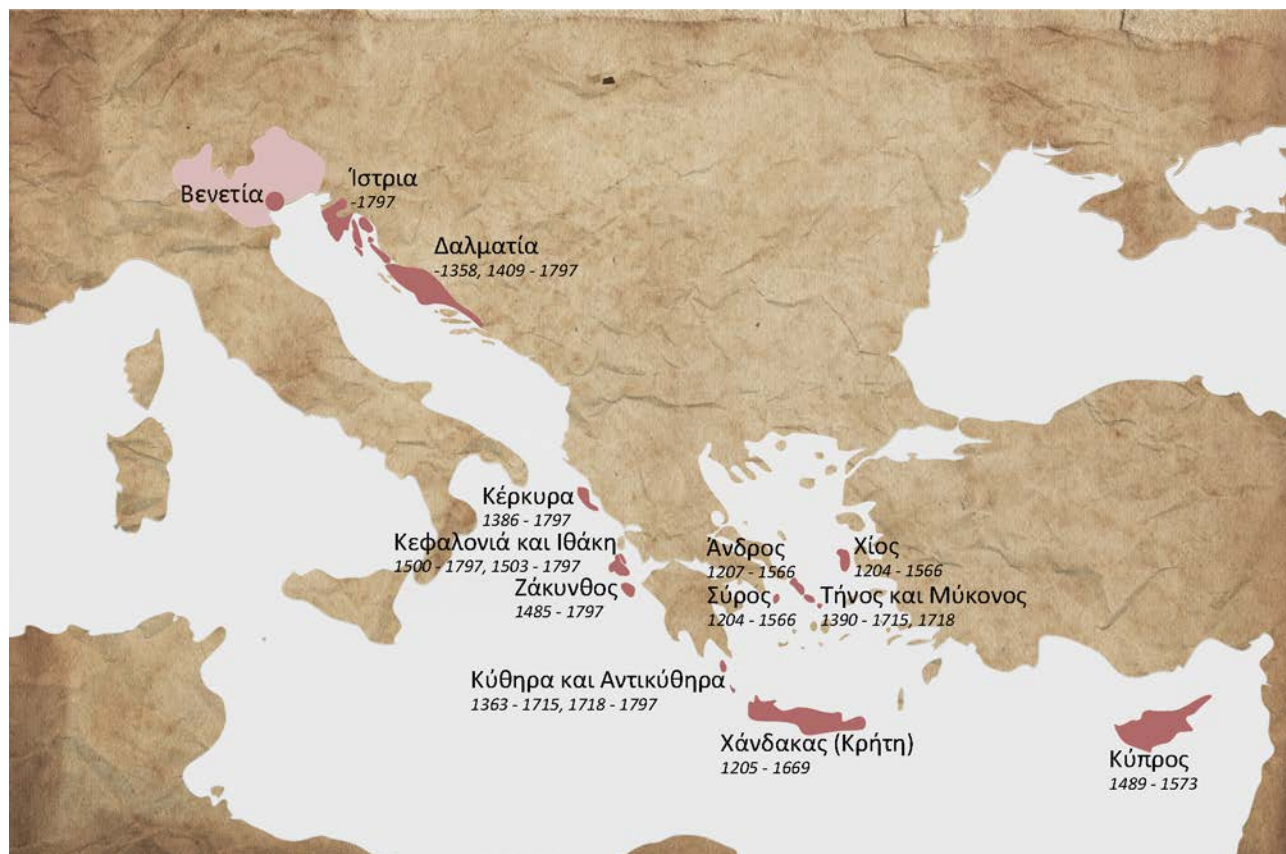 Βενετία
Ίστρια
-1797
Δαλματία
-1358, 1409 - 1797
Κέρκυρα
1386 - 1797
Κεφαλονιά και Ιθάκη
1500 - 1797, 1503 - 1797
Ζάκυνθος
1485 - 1797
Άνδρος
1207 - 1566
Χίος
1204 - 1566
Σύρος
1204 - 1566
Τήνος και Μύκονος
1390 - 1715, 1718
Κύθηρα και Αντικύθηρα
1363 - 1715, 1718 - 1797
Χάνδακας (Κρήτη)
1205 - 1669
Κύπρος
1489 - 1573